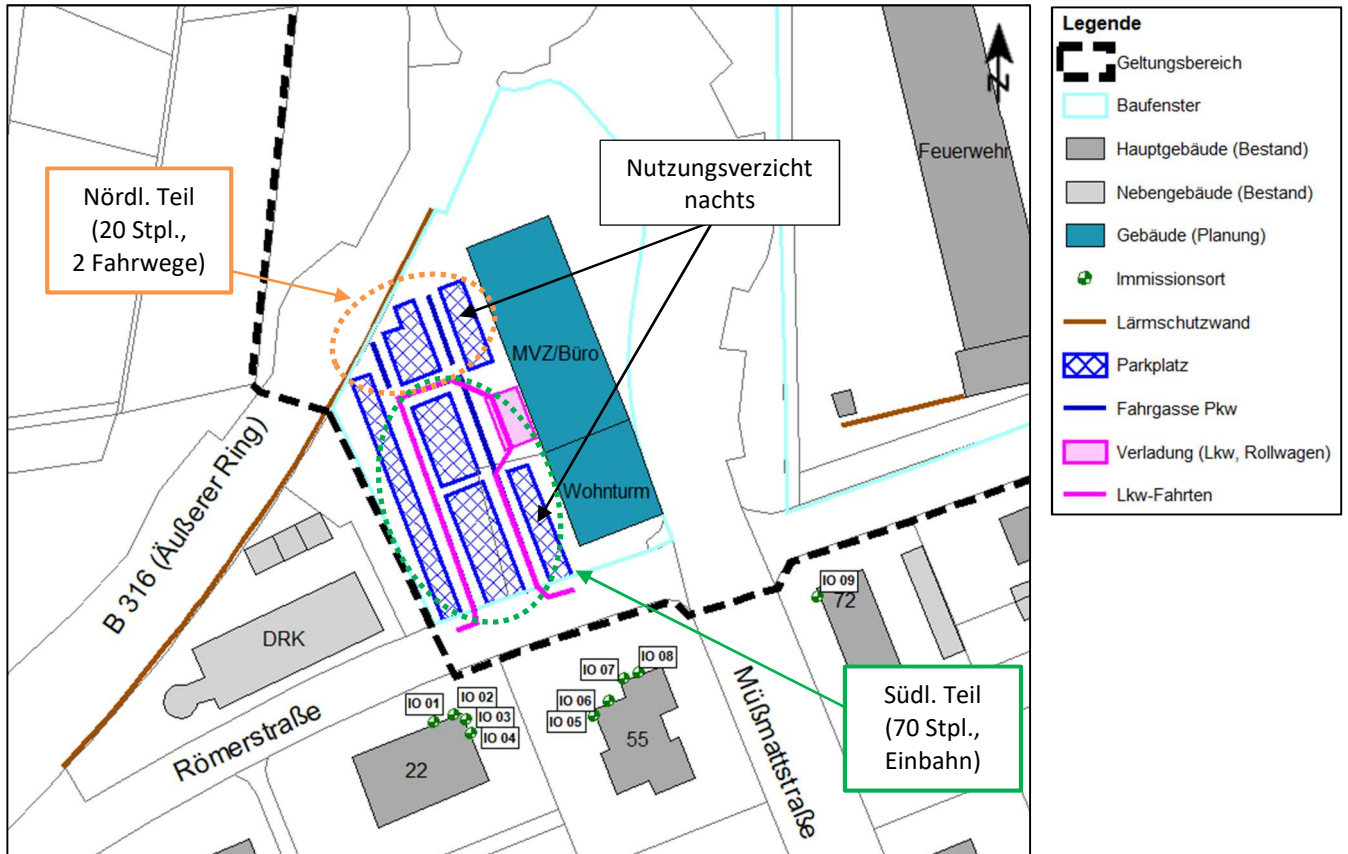 Nördl. Teil
(20 Stpl.,
2 Fahrwege)
Nutzungsverzicht
nachts
Feuerwehr
N
MVZ/Büro
Wohnturm
B 316 (Äußerer Ring)
DRK
Römerstraße
IO 01
IO 02
IO 03
IO 04
22
IO 05
IO 06
IO 07
IO 08
55
Müßmattstraße
IO 09
72
Südl. Teil
(70 Stpl.,
Einbahn)
Legende
Geltungsbereich
Baufenster
Hauptgebäude (Bestand)
Nebengebäude (Bestand)
Gebäude (Planung)
Immissionsort
Lärmschutzwand
Parkplatz
Fahrgasse Pkw
Verladung (Lkw, Rollwagen)
Lkw-Fahrten